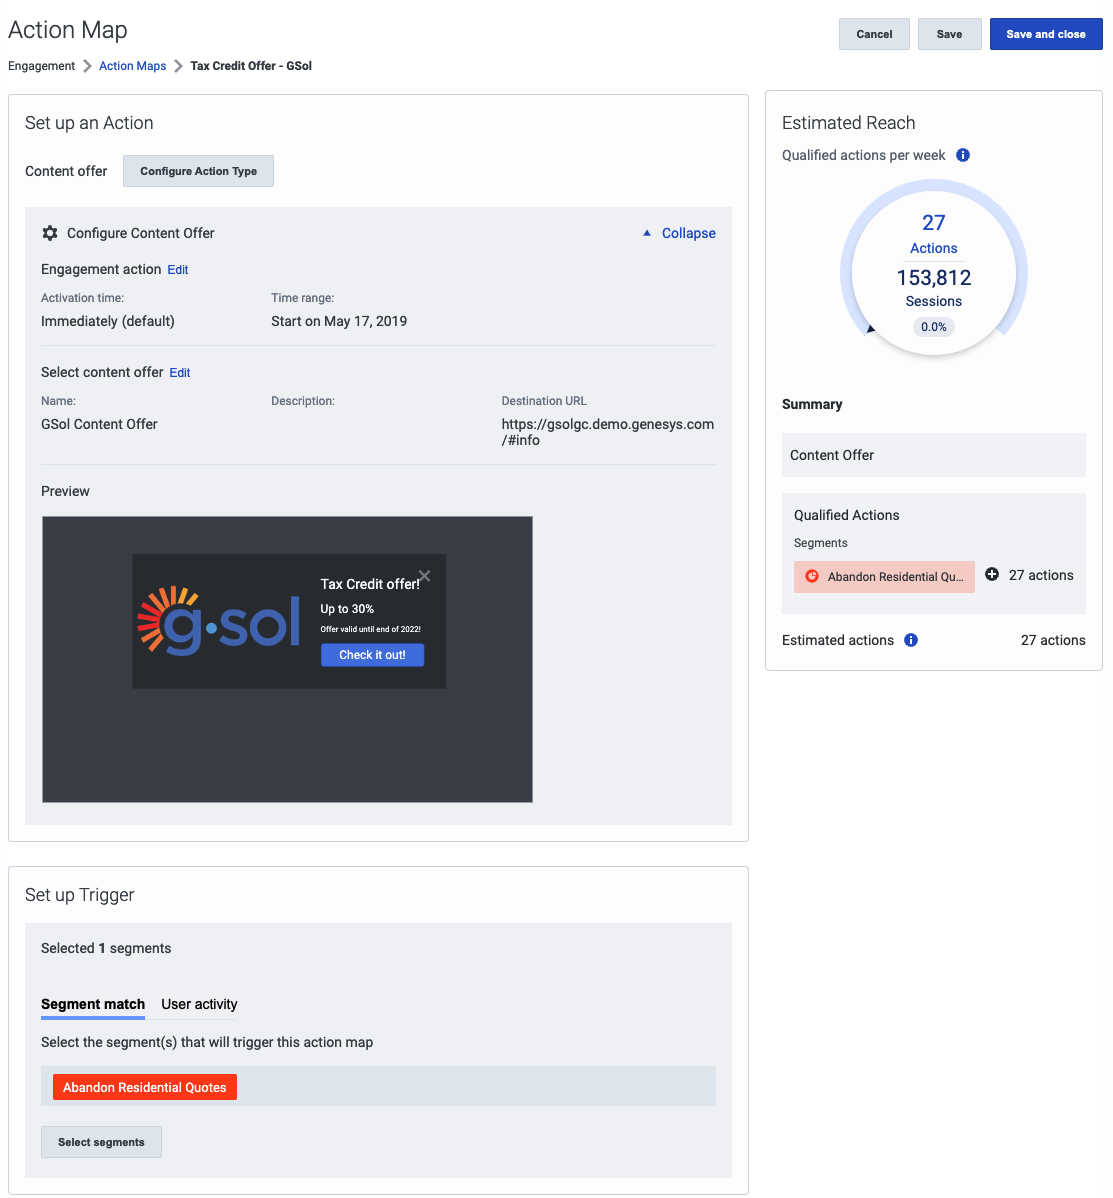 Action Map
Cancel
Save
Save and close
Engagement
Action Maps
Tax Credit Offer - GSol
Set up an Action
Content offer
Configure Action Type
Configure Content Offer
Collapse
Engagement action Edit
Activation time:
Time range:
Immediately (default)
Start on May 17, 2019
Select content offer Edit
Name:
Description:
Destination URL
GSol Content Offer
https://gsolgc.demo.genesys.com
/#info
Preview
g·sol
Tax Credit offer!
Up to 30%
Offer valid until end of 2022!
Check it out!
Set up Trigger
Selected 1 segments
Segment match
User activity
Select the segment(s) that will trigger this action map
Abandon Residential Quotes
Select segments
Estimated Reach
Qualified actions per week
27
Actions
153,812
Sessions
0.0%
Summary
Content Offer
Qualified Actions
Segments
Abandon Residential Qu...
27 actions
Estimated actions
27 actions